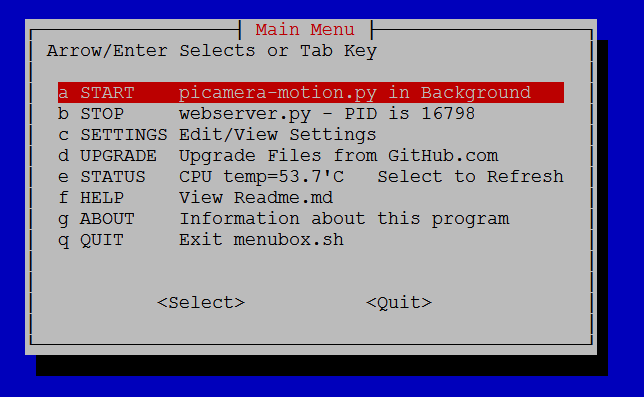 Main Menu
Arrow/Enter Selects or Tab Key
a START picamera-motion.py in Background
b STOP webserver.py - PID is 16798
c SETTINGS Edit/View Settings
d UPGRADE Upgrade Files from GitHub.com
e STATUS CPU temp=53.7'C Select to Refresh
f HELP View Readme.md
g ABOUT Information about this program
q QUIT Exit menubox.sh
<Select> <Quit>